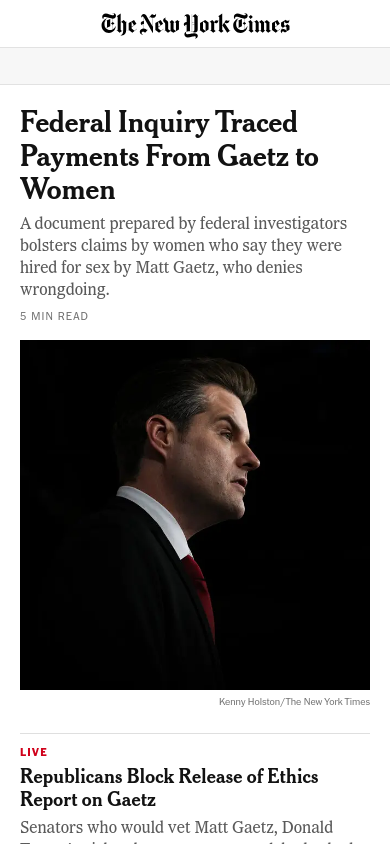 The New York Times
Federal Inquiry Traced
Payments From Gaetz to
Women
A document prepared by federal investigators
bolsters claims by women who say they were
hired for sex by Matt Gaetz, who denies
wrongdoing.
5 MIN READ
Kenny Holston/The New York Times
LIVE
Republicans Block Release of Ethics
Report on Gaetz
Senators who would vet Matt Gaetz, Donald